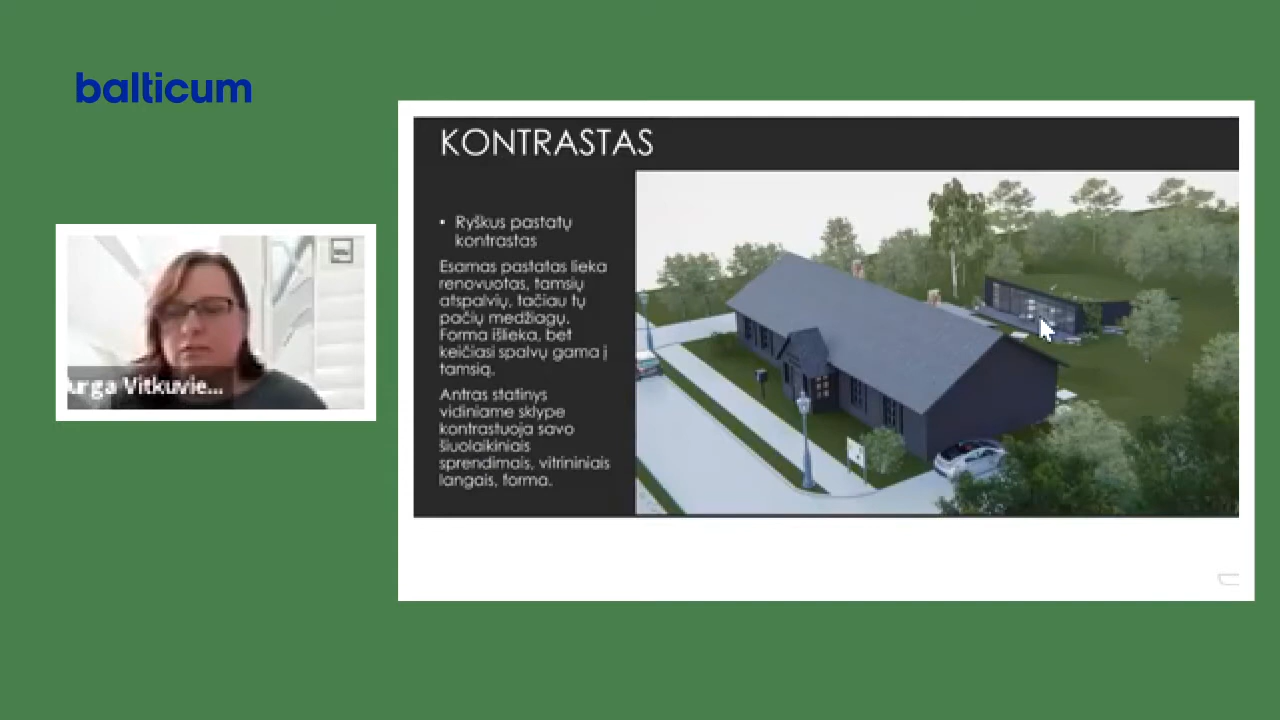 balticum
KONTRASTAS
• Ryškus pastatų
kontrastas
Esamas pastatas lieka
renovuotas, tamsių
atspalvių, tačiau tų
pačių medžiagų.
Forma išlieka, bet
keičiasi spalvų gama į
tamsią.
Antras statinys
vidiniame sklype
kontrastuoja savo
šiuolaikiniais
sprendimais, vitrininiais
langais, forma.
urga Vitkuvie...